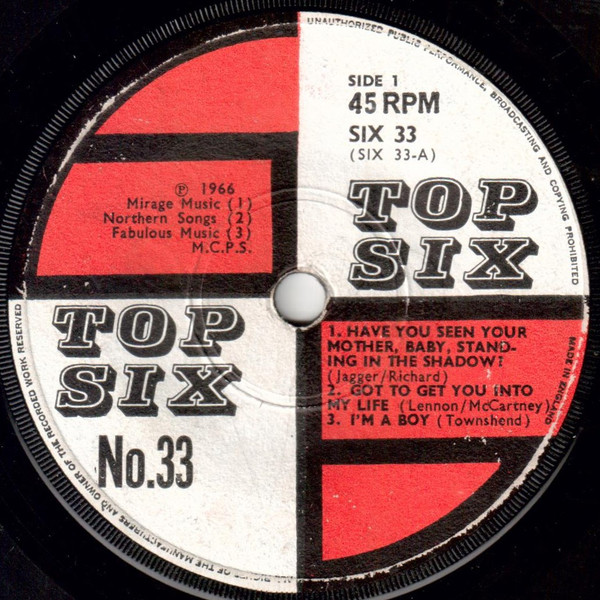 UNAUTHORIZED PUBLIC PERFORMANCE, BROADCASTING AND COPYING PROHIBITED
SIDE 1
45 RPM
SIX 33
(SIX 33-A)
TOP
SIX
℗ 1966
Mirage Music (1)
Northern Songs (2)
Fabulous Music (3)
M.C.P.S.
TOP
SIX
No.33
1. HAVE YOU SEEN YOUR
MOTHER, BABY, STAND-
ING IN THE SHADOW?
(Jagger/Richard)
2. GOT TO GET YOU INTO
MY LIFE (Lennon/McCartney)
3. I'M A BOY (Townshend)
MADE IN ENGLAND
RIGHTS OF THE MANUFACTURERS AND OWNER OF THE RECORDED WORK RESERVED